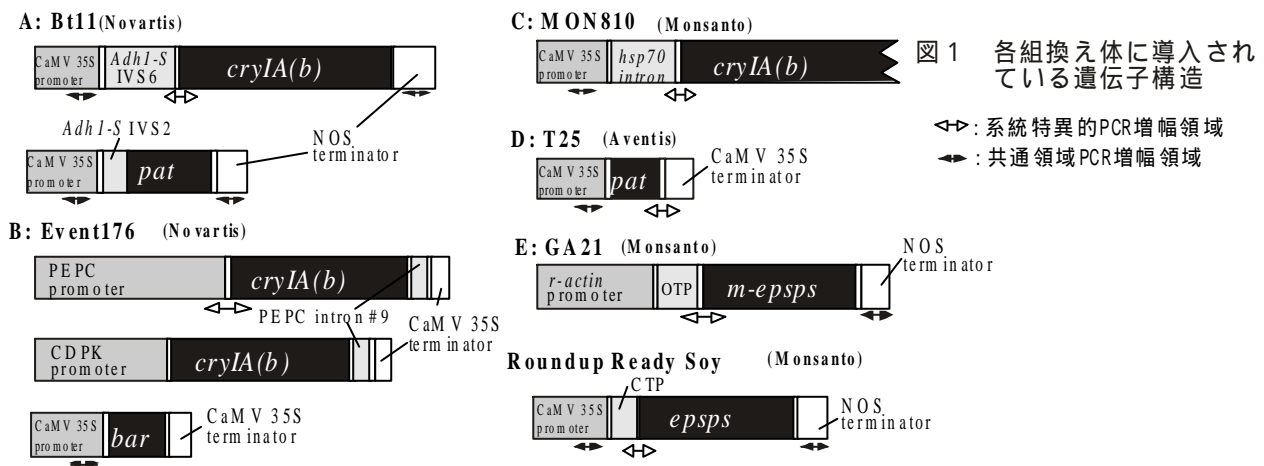 A: Bt11(Novartis)
CaMV 35S promoter
Adh1-S IVS6
cryIA(b)
NOS terminator
Adh1-S IVS2
CaMV 35S promoter
pat
B: Event176 (Novartis)
PEPC promoter
cryIA(b)
PEPC intron #9
CaMV 35S terminator
CDPK promoter
cryIA(b)
CaMV 35S promoter
bar
CaMV 35S terminator
C: MON810 (Monsanto)
CaMV 35S promoter
hsp70 intron
cryIA(b)
D: T25 (Aventis)
CaMV 35S promoter
pat
CaMV 35S terminator
E: GA21 (Monsanto)
r-actin promoter
OTP
m-epsps
NOS terminator
Roundup Ready Soy (Monsanto)
CTP
CaMV 35S promoter
epsps
NOS terminator
図1 各組換え体に導入され
ている遺伝子構造
:系統特異的PCR増幅領域
:共通領域PCR増幅領域